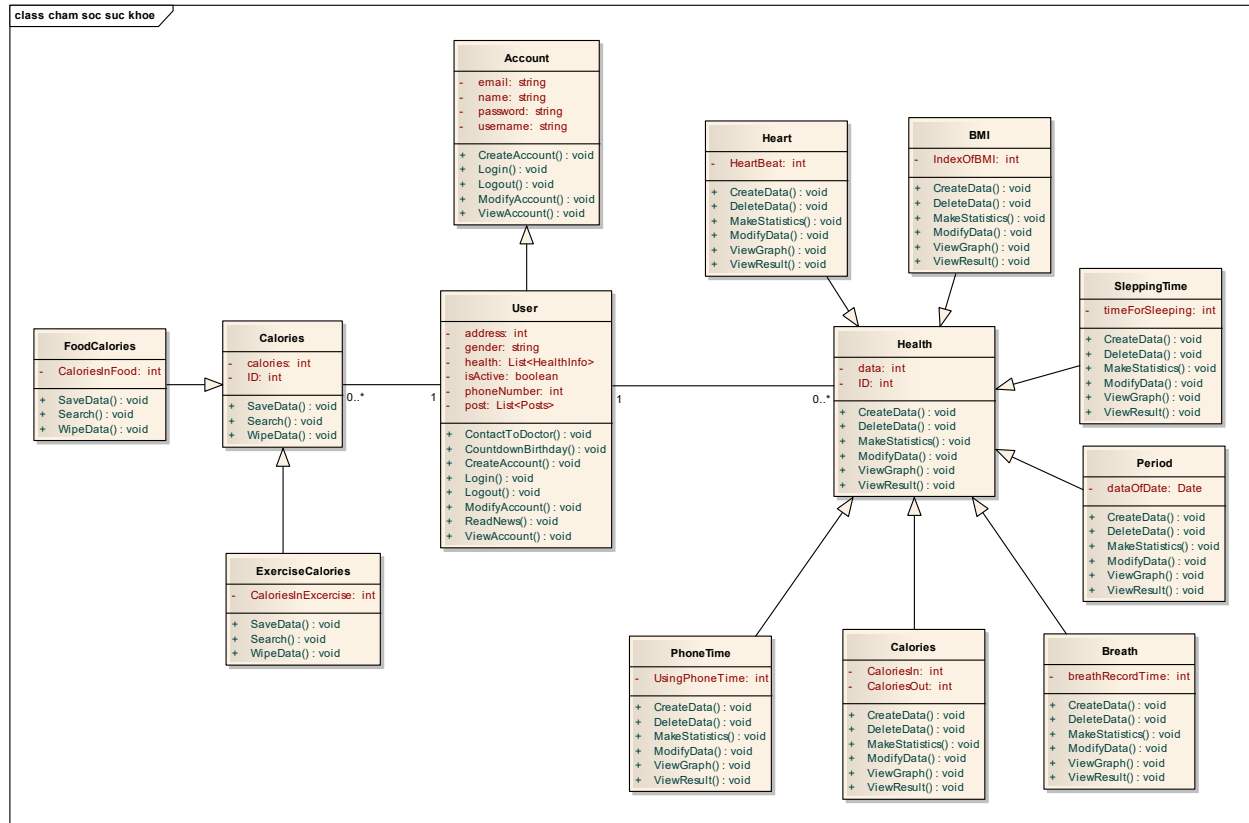 class cham soc suc khoe
Account
- email: string
- name: string
- password: string
- username: string
+ CreateAccount() : void
+ Login() : void
+ Logout() : void
+ ModifyAccount() : void
+ ViewAccount() : void
Heart
- HeartBeat: int
+ CreateData() : void
+ DeleteData() : void
+ MakeStatistics() : void
+ ModifyData() : void
+ ViewGraph() : void
+ ViewResult() : void
BMI
- IndexOfBMI: int
+ CreateData() : void
+ DeleteData() : void
+ MakeStatistics() : void
+ ModifyData() : void
+ ViewGraph() : void
+ ViewResult() : void
FoodCalories
- CaloriesInFood: int
+ SaveData() : void
+ Search() : void
+ WipeData() : void
Calories
- calories: int
- ID: int
+ SaveData() : void
+ Search() : void
+ WipeData() : void
0..*
1
User
- address: int
- gender: string
- health: List<HealthInfo>
- isActive: boolean
- phoneNumber: int
- post: List<Posts>
+ ContactToDoctor() : void
+ CountdownBirthday() : void
+ CreateAccount() : void
+ Login() : void
+ Logout() : void
+ ModifyAccount() : void
+ ReadNews() : void
+ ViewAccount() : void
1
0..*
Health
- data: int
- ID: int
+ CreateData() : void
+ DeleteData() : void
+ MakeStatistics() : void
+ ModifyData() : void
+ ViewGraph() : void
+ ViewResult() : void
SleppingTime
- timeForSleeping: int
+ CreateData() : void
+ DeleteData() : void
+ MakeStatistics() : void
+ ModifyData() : void
+ ViewGraph() : void
+ ViewResult() : void
Period
- dataOfDate: Date
+ CreateData() : void
+ DeleteData() : void
+ MakeStatistics() : void
+ ModifyData() : void
+ ViewGraph() : void
+ ViewResult() : void
ExerciseCalories
- CaloriesInExcercise: int
+ SaveData() : void
+ Search() : void
+ WipeData() : void
PhoneTime
- UsingPhoneTime: int
+ CreateData() : void
+ DeleteData() : void
+ MakeStatistics() : void
+ ModifyData() : void
+ ViewGraph() : void
+ ViewResult() : void
Calories
- CaloriesIn: int
- CaloriesOut: int
+ CreateData() : void
+ DeleteData() : void
+ MakeStatistics() : void
+ ModifyData() : void
+ ViewGraph() : void
+ ViewResult() : void
Breath
- breathRecordTime: int
+ CreateData() : void
+ DeleteData() : void
+ MakeStatistics() : void
+ ModifyData() : void
+ ViewGraph() : void
+ ViewResult() : void